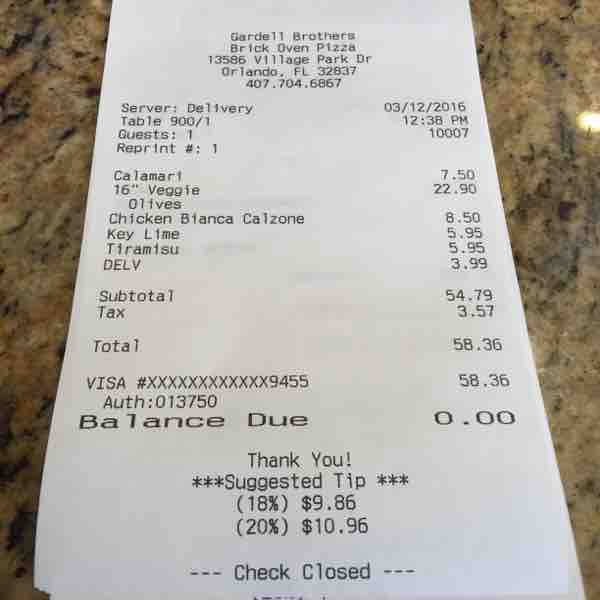 Gardell Brothers
Brick Oven Pizza
13586 Village Park Dr
Orlando, FL 32837
407.704.6867
Server: Delivery 03/12/2016
Table 900/1 12:38 PM
Guests: 1 10007
Reprint #: 1
Calamari 7.50
16" Veggie 22.90
Olives
Chicken Bianca Calzone 8.50
Key Lime 5.95
Tiramisu 5.95
DELV 3.99
Subtotal 54.79
Tax 3.57
Total 58.36
VISA #XXXXXXXXXXXX9455 58.36
Auth:013750
Balance Due 0.00
Thank You!
***Suggested Tip ***
(18%) $9.86
(20%) $10.96
--- Check Closed ---